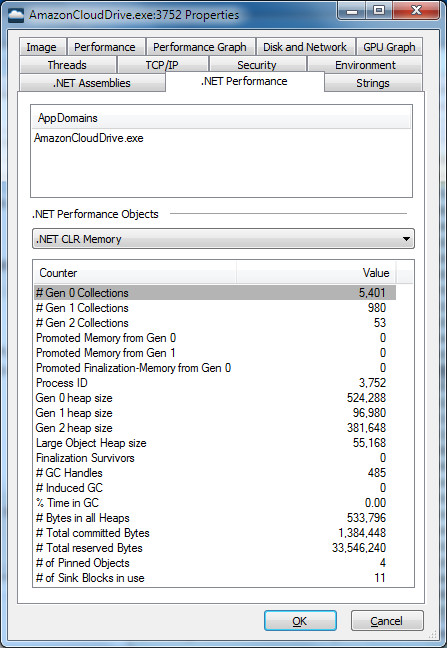 AmazonCloudDrive.exe:3752 Properties
Image Performance Performance Graph Disk and Network GPU Graph
Threads TCP/IP Security Environment
.NET Assemblies .NET Performance Strings
AppDomains
AmazonCloudDrive.exe
.NET Performance Objects
.NET CLR Memory
Counter Value
# Gen 0 Collections 5,401
# Gen 1 Collections 980
# Gen 2 Collections 53
Promoted Memory from Gen 0 0
Promoted Memory from Gen 1 0
Promoted Finalization-Memory from Gen 0 0
Process ID 3,752
Gen 0 heap size 524,288
Gen 1 heap size 96,980
Gen 2 heap size 381,648
Large Object Heap size 55,168
Finalization Survivors 0
# GC Handles 485
# Induced GC 0
% Time in GC 0.00
# Bytes in all Heaps 533,796
# Total committed Bytes 1,384,448
# Total reserved Bytes 33,546,240
# of Pinned Objects 4
# of Sink Blocks in use 11
OK Cancel